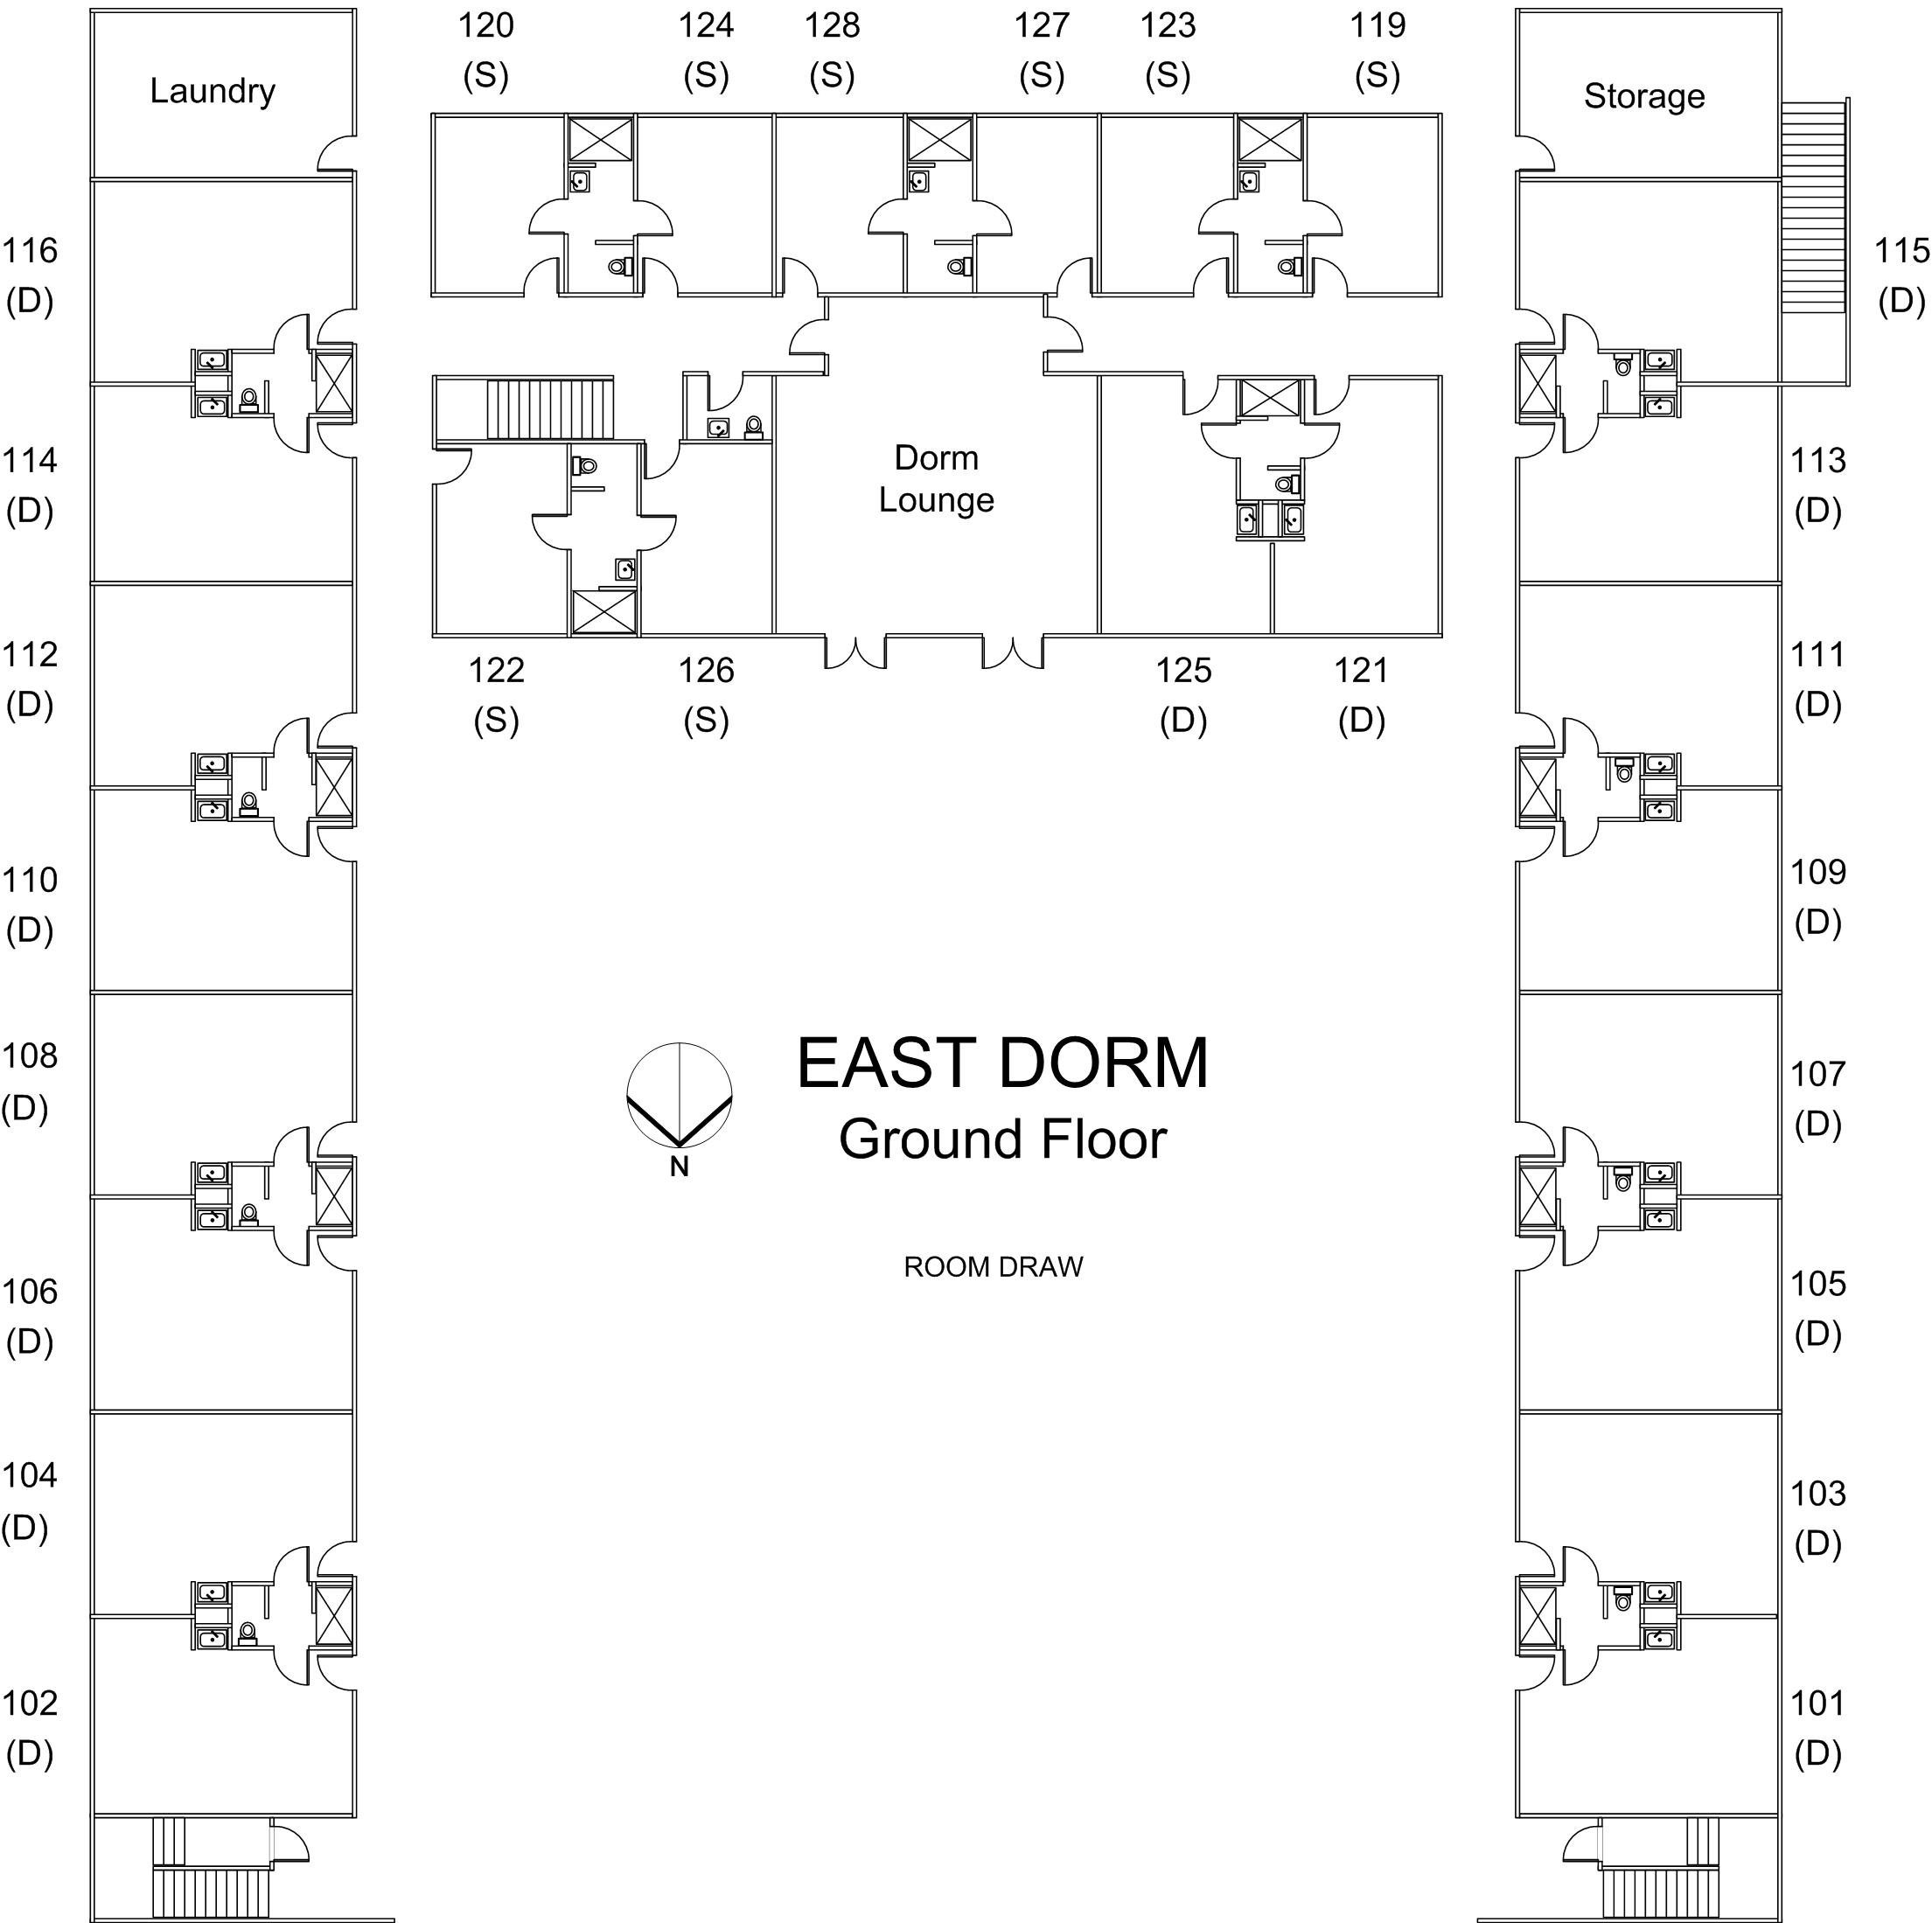 120 124 128 127 123 119
(S) (S) (S) (S) (S) (S)
Laundry
Storage
116
(D)
115
(D)
114
(D)
Dorm
Lounge
113
(D)
112
(D)
122 126 125 121
(S) (S) (D) (D)
111
(D)
110
(D)
109
(D)
108
(D)
EAST DORM
Ground Floor
N
107
(D)
ROOM DRAW
106
(D)
105
(D)
104
(D)
103
(D)
102
(D)
101
(D)